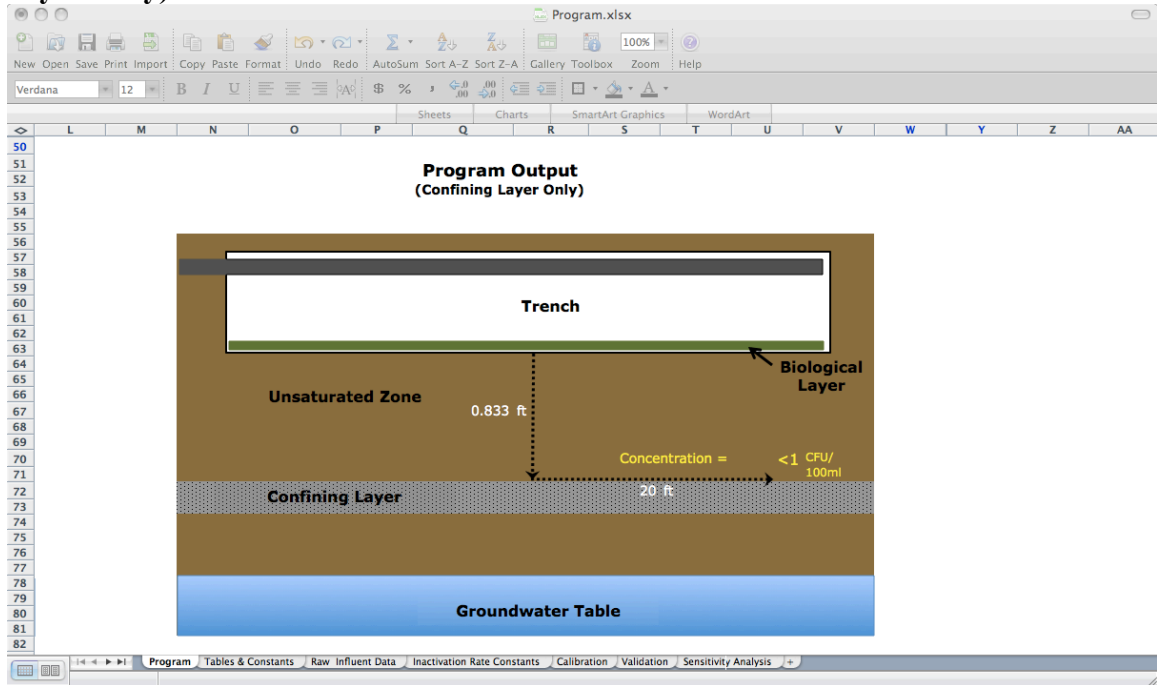 Program.xlsx
100%
New Open Save Print Import Copy Paste Format Undo Redo AutoSum Sort A-Z Sort Z-A Gallery Toolbox Zoom Help
Verdana 12 B I U $ %
Sheets Charts SmartArt Graphics WordArt
L M N O P Q R S T U V W Y Z AA
50
51
52
53
54
55
56
57
58
59
60
61
62
63
64
65
66
67
68
69
70
71
72
73
74
75
76
77
78
79
80
81
82
Program Output
(Confining Layer Only)
Trench
Biological
Layer
Unsaturated Zone
0.833 ft
Concentration = <1 CFU/
100ml
20 ft
Confining Layer
Groundwater Table
Program Tables & Constants Raw Influent Data Inactivation Rate Constants Calibration Validation Sensitivity Analysis +